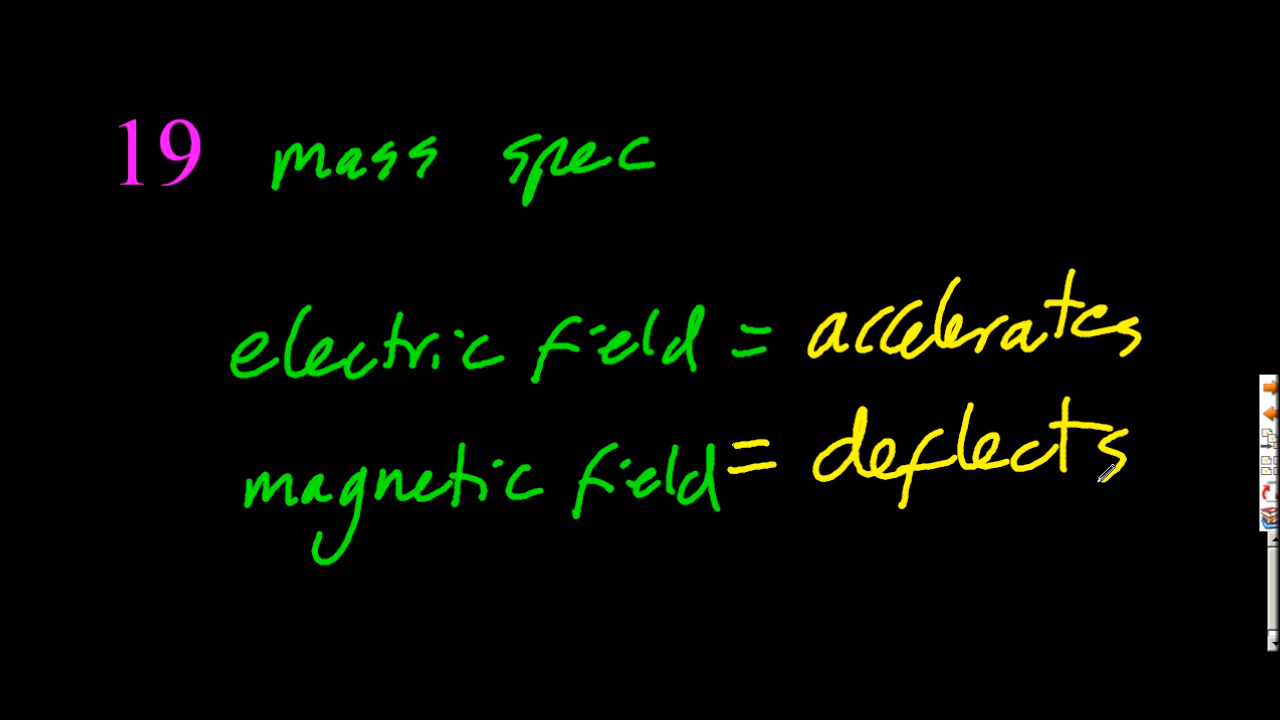 19 mass spec
electric field = accelerates
magnetic field = deflects